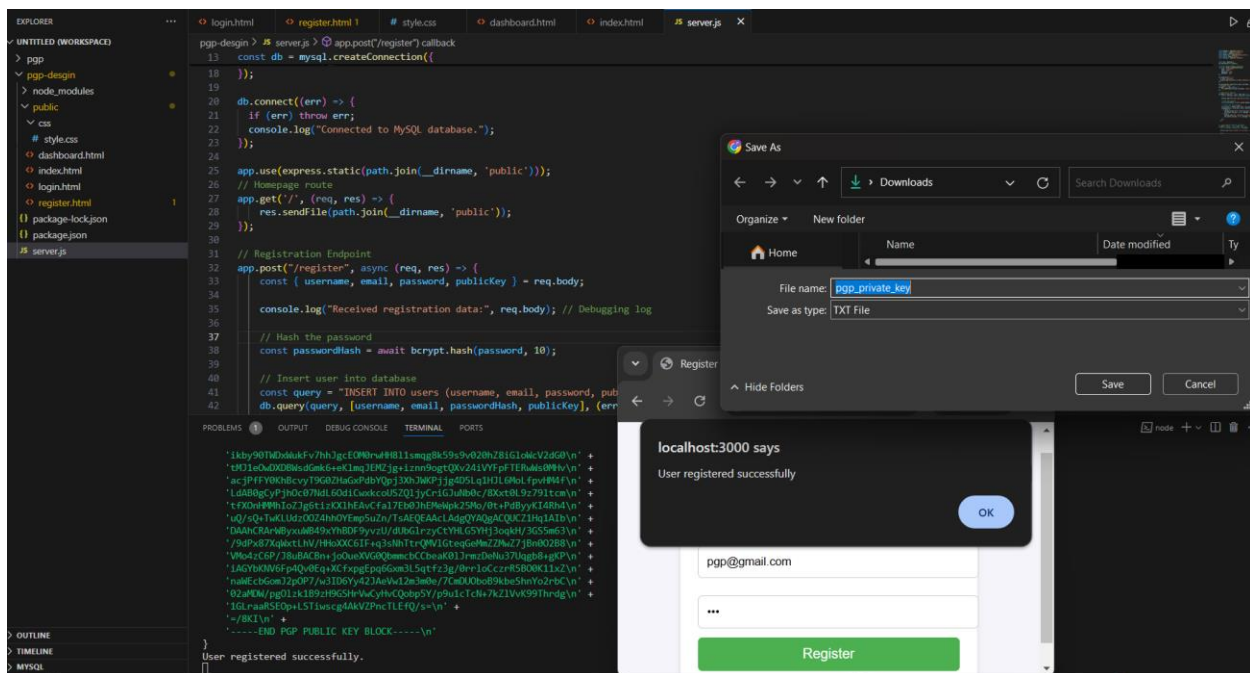 EXPLORER
UNTITLED (WORKSPACE)
pgp
pgp-desgin
node_modules
public
css
# style.css
dashboard.html
index.html
login.html
register.html 1
{} package-lock.json
{} package.json
JS server.js
OUTLINE
TIMELINE
MYSQL
login.html register.html 1 # style.css dashboard.html index.html JS server.js
pgp-desgin > JS server.js > app.post("/register") callback
13 const db = mysql.createConnection({
18 });
19
20 db.connect((err) => {
21 if (err) throw err;
22 console.log("Connected to MySQL database.");
23 });
24
25 app.use(express.static(path.join(__dirname, 'public')));
26 // Homepage route
27 app.get('/', (req, res) => {
28 res.sendFile(path.join(__dirname, 'public'));
29 });
30
31 // Registration Endpoint
32 app.post("/register", async (req, res) => {
33 const { username, email, password, publicKey } = req.body;
34
35 console.log("Received registration data:", req.body); // Debugging log
36
37 // Hash the password
38 const passwordHash = await bcrypt.hash(password, 10);
39
40 // Insert user into database
41 const query = "INSERT INTO users (username, email, password, pub
42 db.query(query, [username, email, passwordHash, publicKey], (err
PROBLEMS 1 OUTPUT DEBUG CONSOLE TERMINAL PORTS
node
'-----END PGP PUBLIC KEY BLOCK-----\n'
}
User registered successfully.
Save As
Downloads
Search Downloads
Organize New folder
Home
Name Date modified Ty
File name: pgp_private_key
Save as type: TXT File
Hide Folders
Save Cancel
Register
localhost:3000 says
User registered successfully
OK
pgp@gmail.com
•••
Register